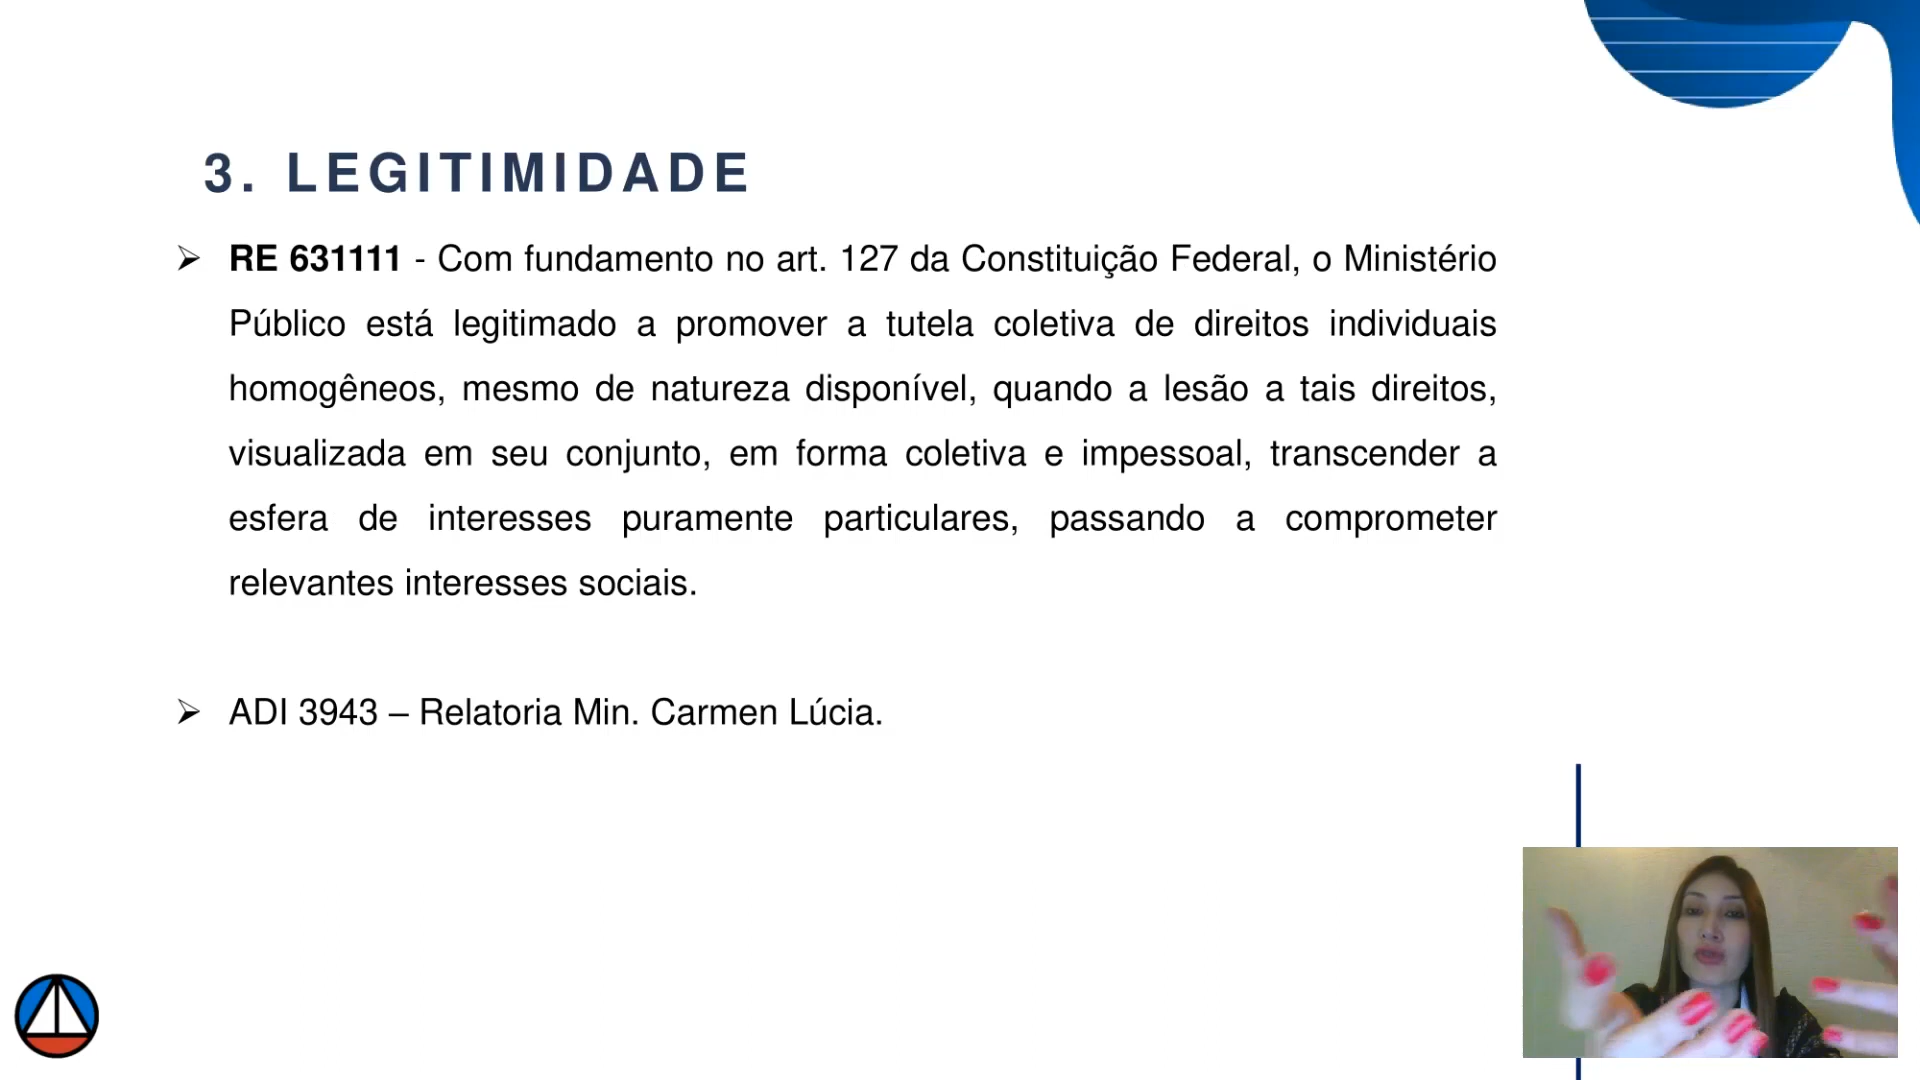 3. LEGITIMIDADE
RE 631111 - Com fundamento no art. 127 da Constituição Federal, o Ministério
Público está legitimado a promover a tutela coletiva de direitos individuais
homogêneos, mesmo de natureza disponível, quando a lesão a tais direitos,
visualizada em seu conjunto, em forma coletiva e impessoal, transcender a
esfera de interesses puramente particulares, passando a comprometer
relevantes interesses sociais.
ADI 3943 – Relatoria Min. Carmen Lúcia.